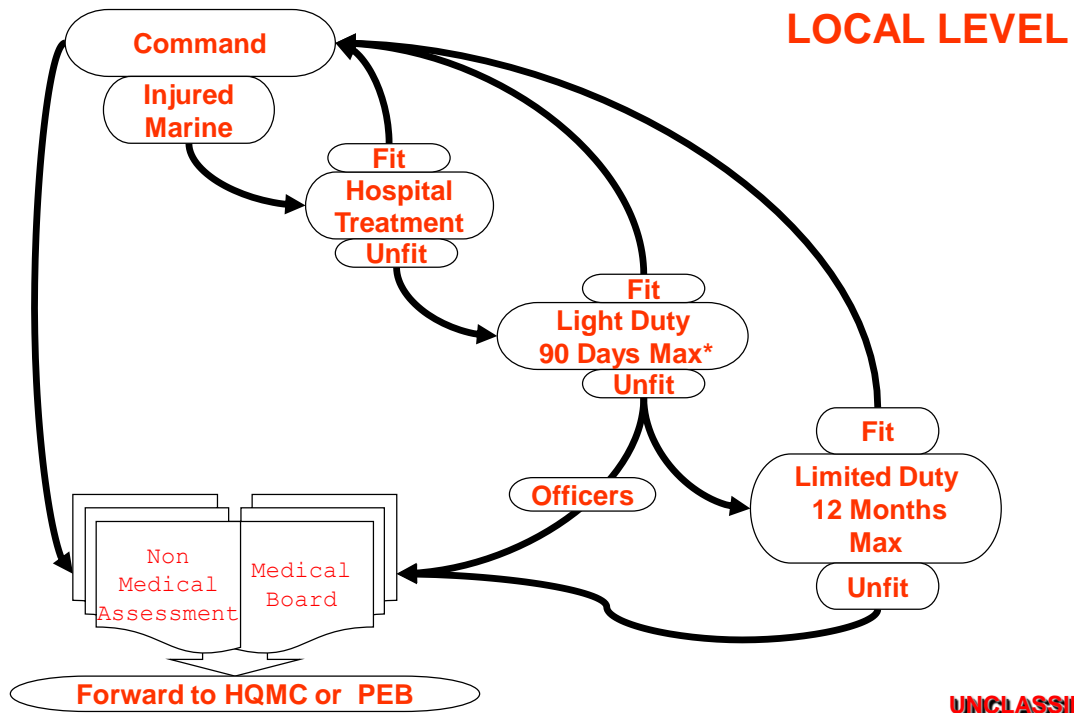 LOCAL LEVEL
Command
Injured
Marine
Fit
Hospital
Treatment
Unfit
Fit
Light Duty
90 Days Max*
Unfit
Fit
Limited Duty
12 Months
Max
Unfit
Officers
Non
Medical
Assessment
Medical
Board
Forward to HQMC or PEB